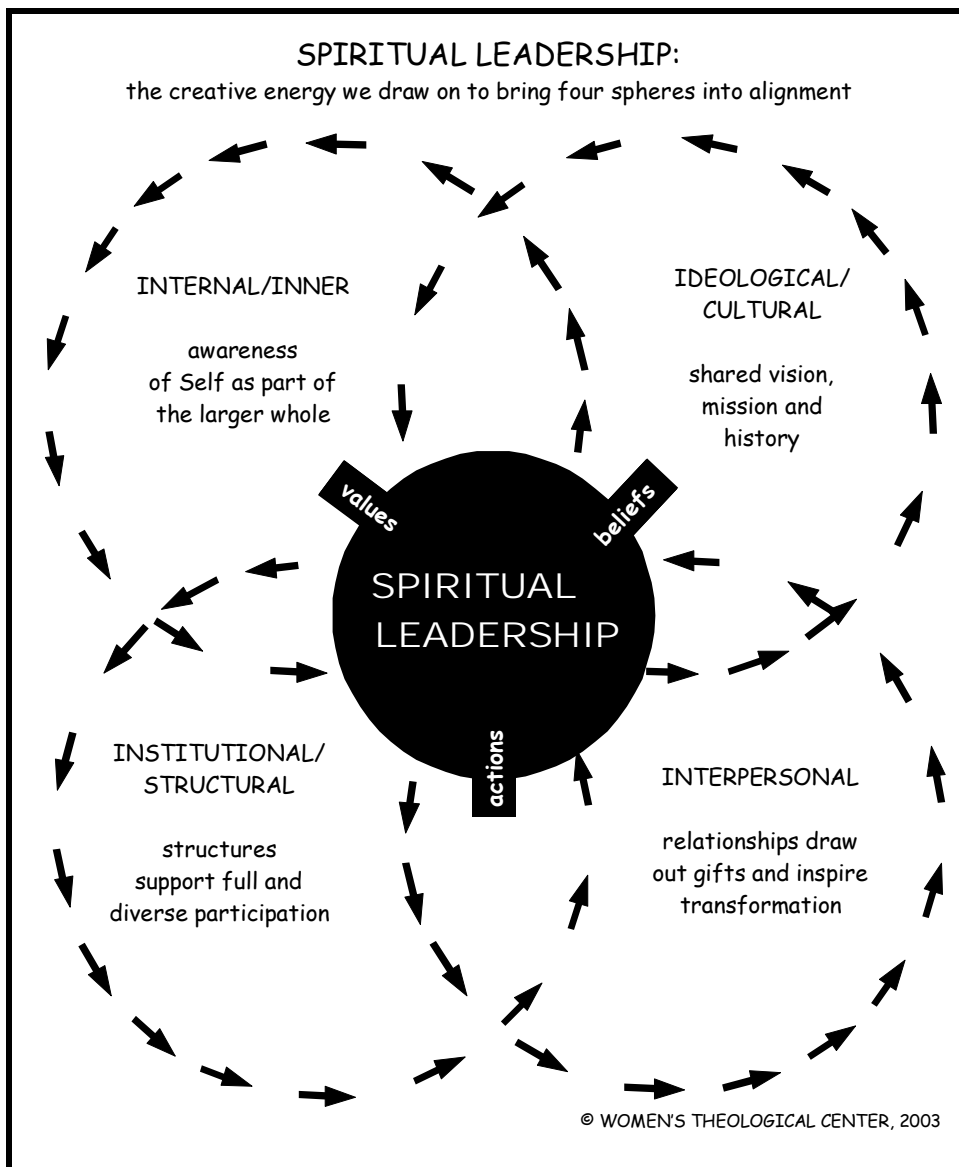 SPIRITUAL LEADERSHIP:
the creative energy we draw on to bring four spheres into alignment
INTERNAL/INNER
awareness
of Self as part of
the larger whole
IDEOLOGICAL/
CULTURAL
shared vision,
mission and
history
values
beliefs
SPIRITUAL
LEADERSHIP
actions
INSTITUTIONAL/
STRUCTURAL
structures
support full and
diverse participation
INTERPERSONAL
relationships draw
out gifts and inspire
transformation
© WOMEN'S THEOLOGICAL CENTER, 2003